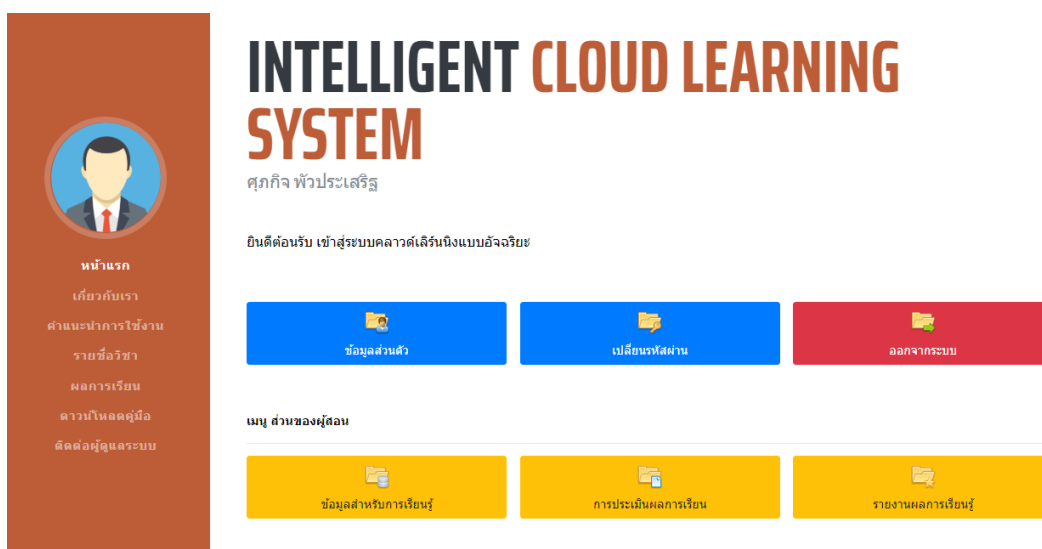 INTELLIGENT CLOUD LEARNING
SYSTEM
ศุภกิจ พัวประเสริฐ
ยินดีต้อนรับ เข้าสู่ระบบคลาวด์เลิร์นนิงแบบอัจฉริยะ
หน้าแรก
เกี่ยวกับเรา
คำแนะนำการใช้งาน
รายชื่อวิชา
ผลการเรียน
ดาวน์โหลดคู่มือ
ติดต่อผู้ดูแลระบบ
ข้อมูลส่วนตัว
เปลี่ยนรหัสผ่าน
ออกจากระบบ
เมนู ส่วนของผู้สอน
ข้อมูลสำหรับการเรียนรู้
การประเมินผลการเรียน
รายงานผลการเรียนรู้